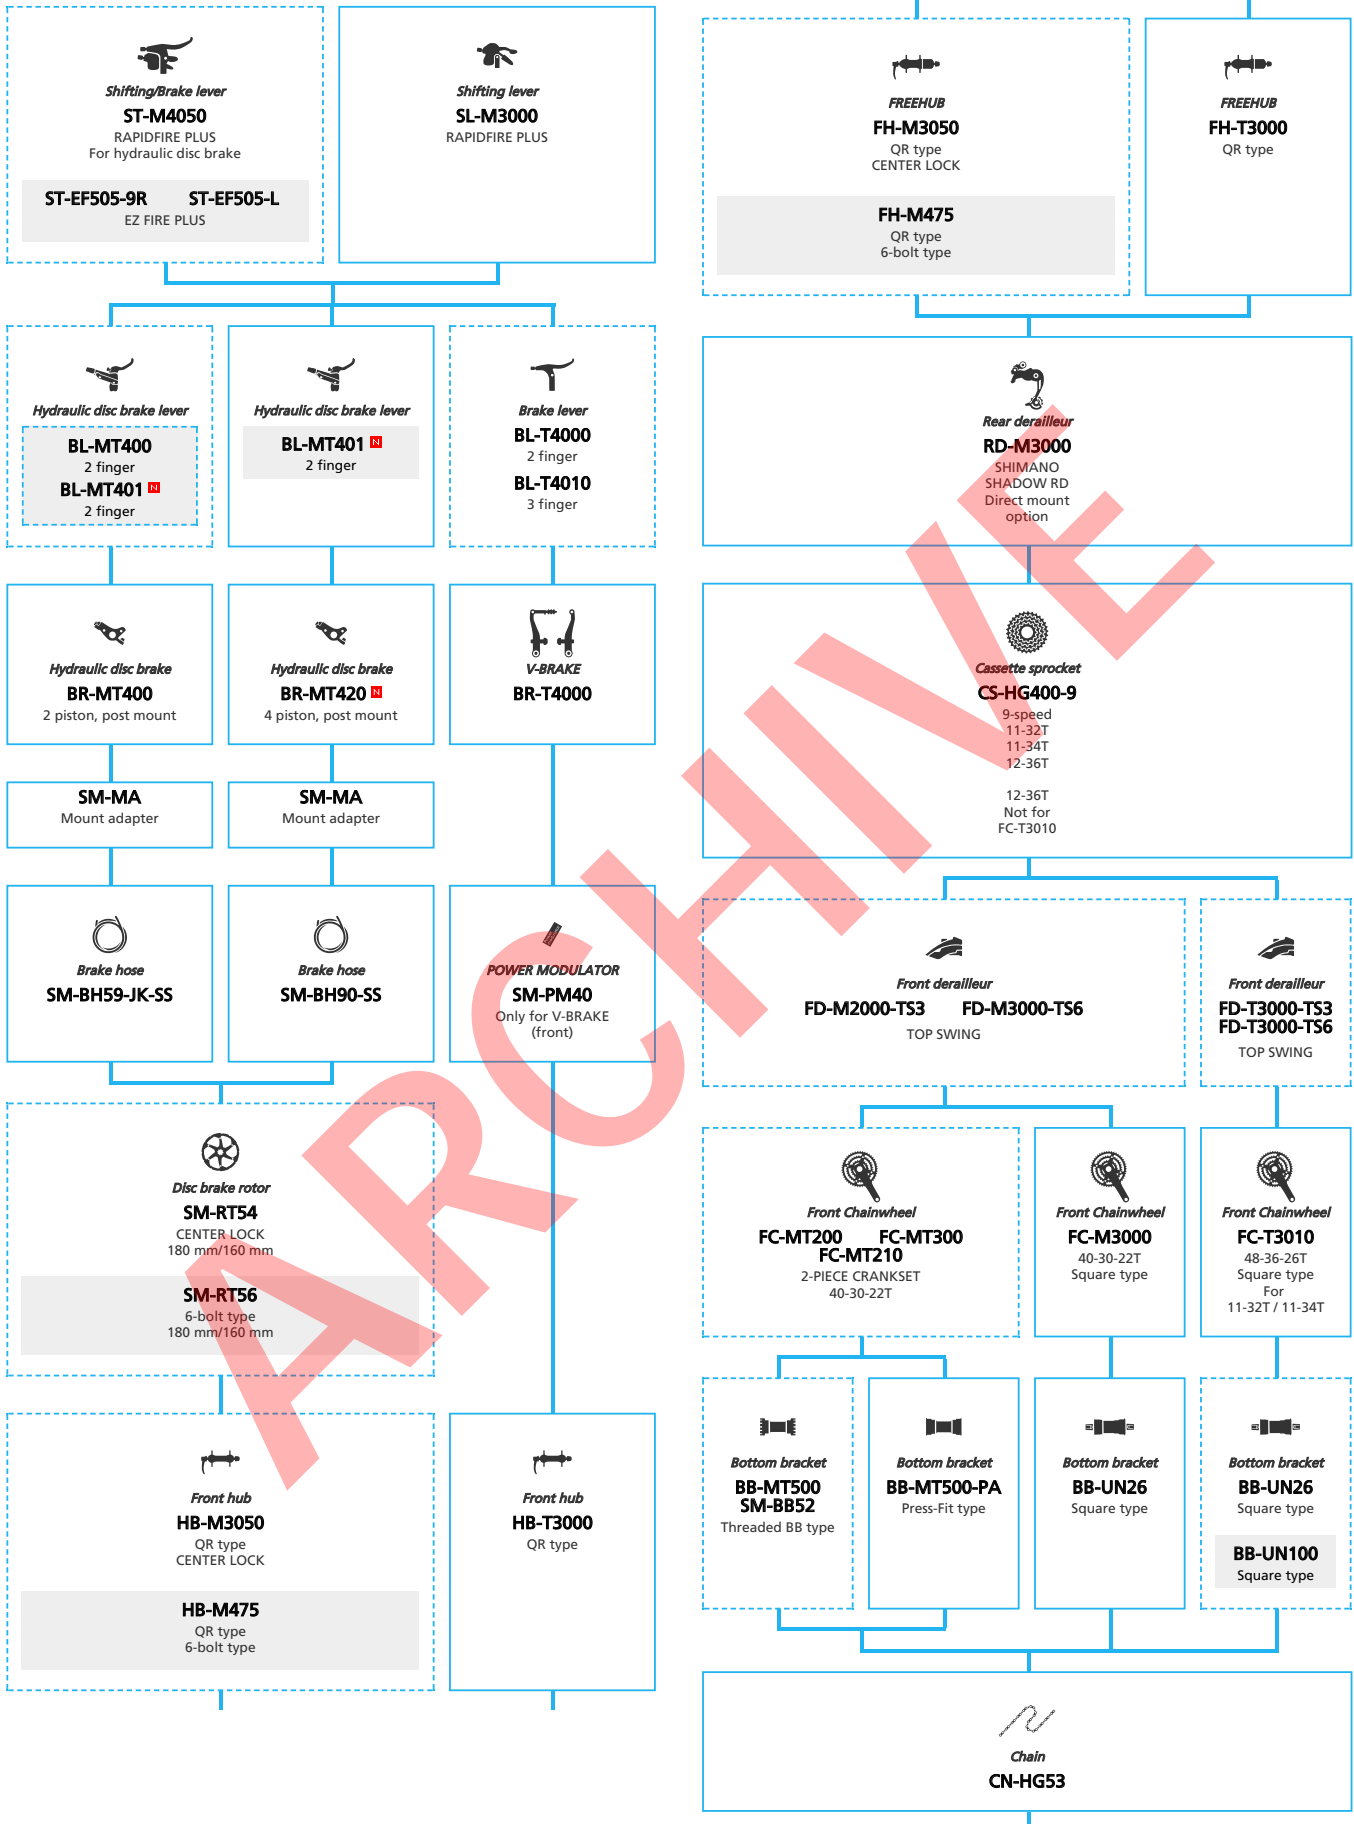 Shifting/Brake lever
ST-M4050
RAPIDFIRE PLUS
For hydraulic disc brake
ST-EF505-9R ST-EF505-L
EZ FIRE PLUS
Shifting lever
SL-M3000
RAPIDFIRE PLUS
Hydraulic disc brake lever
BL-MT400
2 finger
BL-MT401 N
2 finger
Hydraulic disc brake lever
BL-MT401 N
2 finger
Brake lever
BL-T4000
2 finger
BL-T4010
3 finger
Hydraulic disc brake
BR-MT400
2 piston, post mount
Hydraulic disc brake
BR-MT420 N
4 piston, post mount
V-BRAKE
BR-T4000
SM-MA
Mount adapter
SM-MA
Mount adapter
Brake hose
SM-BH59-JK-SS
Brake hose
SM-BH90-SS
POWER MODULATOR
SM-PM40
Only for V-BRAKE
(front)
Disc brake rotor
SM-RT54
CENTER LOCK
180 mm/160 mm
SM-RT56
6-bolt type
180 mm/160 mm
Front hub
HB-M3050
QR type
CENTER LOCK
HB-M475
QR type
6-bolt type
Front hub
HB-T3000
QR type
FREEHUB
FH-M3050
QR type
CENTER LOCK
FH-M475
QR type
6-bolt type
FREEHUB
FH-T3000
QR type
Rear derailleur
RD-M3000
SHIMANO
SHADOW RD
Direct mount
option
Cassette sprocket
CS-HG400-9
9-speed
11-32T
11-34T
12-36T
12-36T
Not for
FC-T3010
Front derailleur
FD-M2000-TS3 FD-M3000-TS6
TOP SWING
Front derailleur
FD-T3000-TS3
FD-T3000-TS6
TOP SWING
Front Chainwheel
FC-MT200 FC-MT300
FC-MT210
2-PIECE CRANKSET
40-30-22T
Front Chainwheel
FC-M3000
40-30-22T
Square type
Front Chainwheel
FC-T3010
48-36-26T
Square type
For
11-32T / 11-34T
Bottom bracket
BB-MT500
SM-BB52
Threaded BB type
Bottom bracket
BB-MT500-PA
Press-Fit type
Bottom bracket
BB-UN26
Square type
Bottom bracket
BB-UN26
Square type
BB-UN100
Square type
Chain
CN-HG53
ARCHIVE